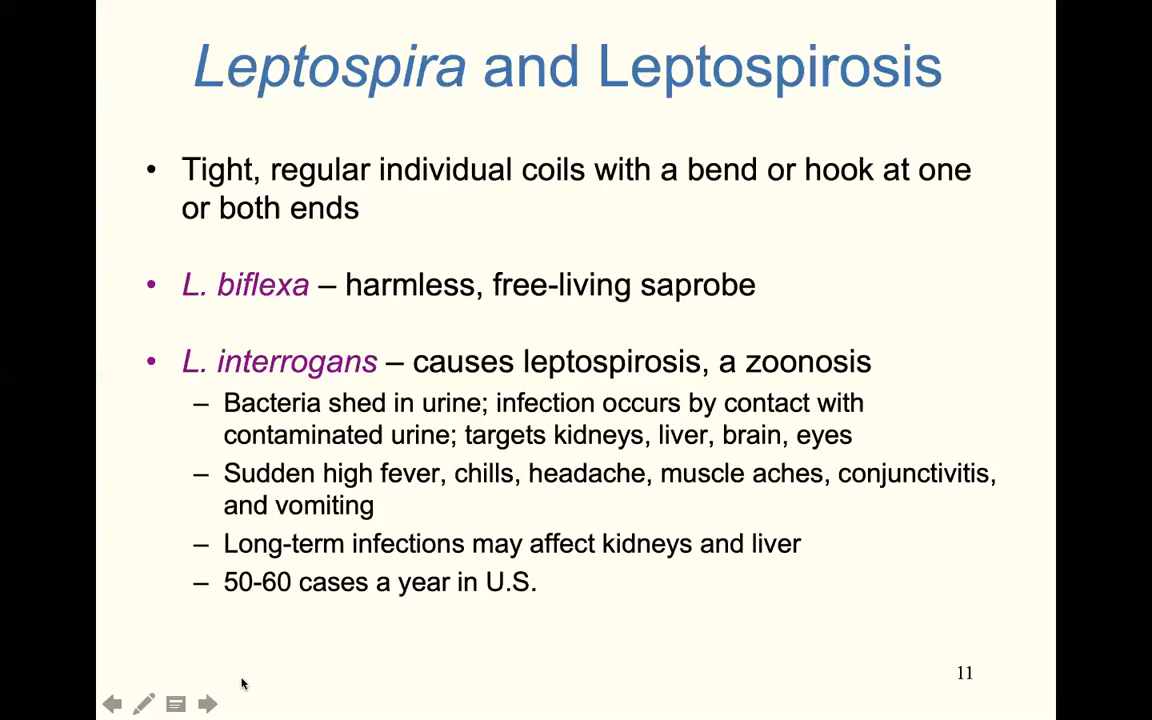 Leptospira and Leptospirosis
• Tight, regular individual coils with a bend or hook at one
or both ends
• L. biflexa – harmless, free-living saprobe
• L. interrogans – causes leptospirosis, a zoonosis
– Bacteria shed in urine; infection occurs by contact with
contaminated urine; targets kidneys, liver, brain, eyes
– Sudden high fever, chills, headache, muscle aches, conjunctivitis,
and vomiting
– Long-term infections may affect kidneys and liver
– 50-60 cases a year in U.S.
11